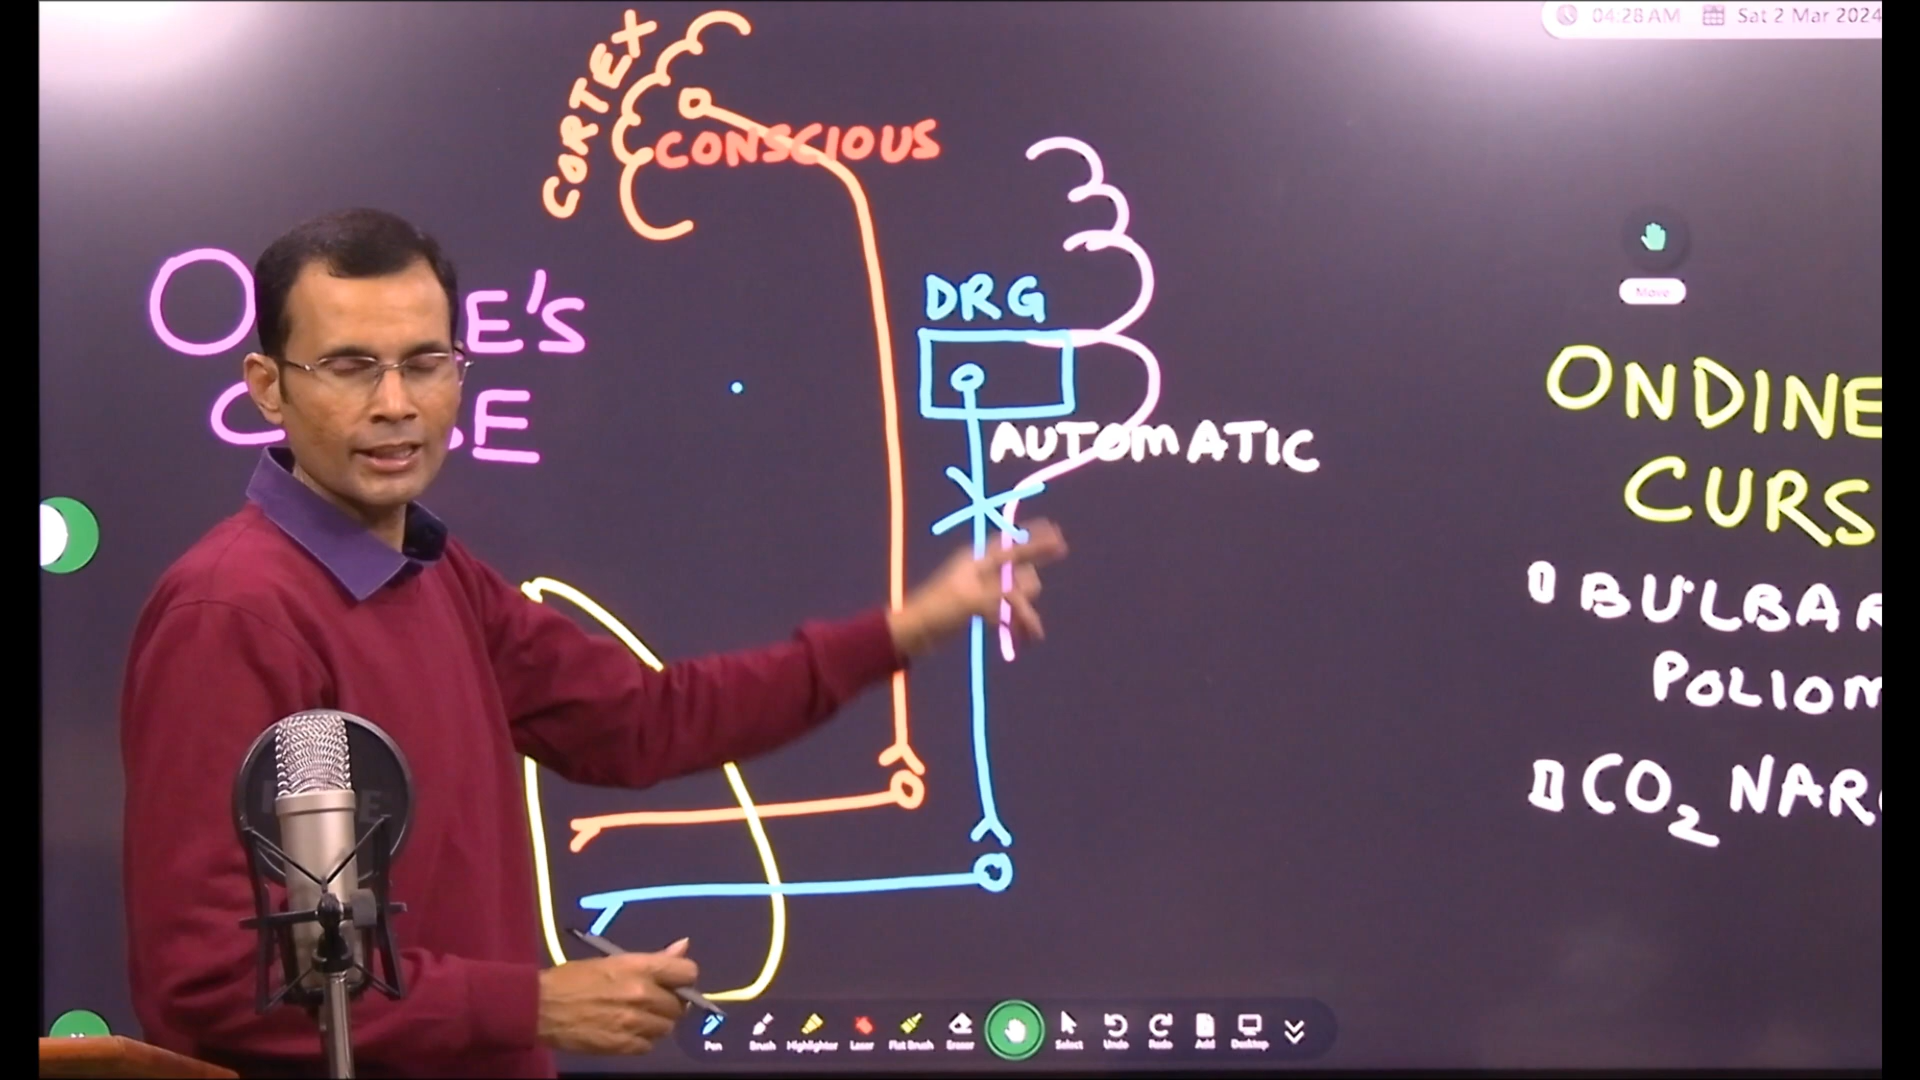 04:28 AM Sat 2 Mar 2024
CORTEX
CONSCIOUS
DRG
AUTOMATIC
Move
ONDINE
CURS
BULBAR
POLIOM
CO2 NAR
Pen Brush Highlighter Laser Flat Brush Eraser Select Undo Redo Add Desktop